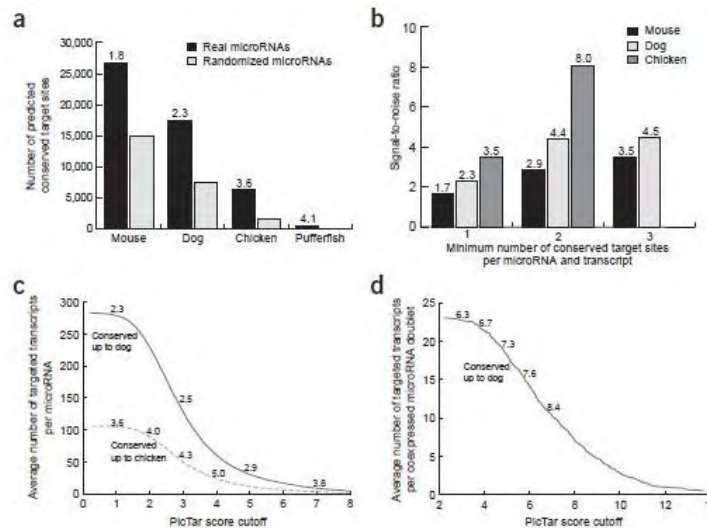 a
30,000
25,000
20,000
15,000
10,000
5,000
0
Number of predicted
conserved target sites
1.8
2.3
3.6
4.1
Real microRNAs
Randomized microRNAs
Mouse Dog Chicken Pufferfish
b
10
8
6
4
2
0
Signal-to-noise ratio
Mouse
Dog
Chicken
1.7 2.3 3.5
2.9 4.4 8.0
3.5 4.5
1 2 3
Minimum number of conserved target sites
per microRNA and transcript
c
300
250
200
150
100
50
0
Average number of targeted transcripts
per microRNA
2.3
Conserved
up to dog
2.5
3.6
4.0
Conserved
up to chicken
4.3
5.0
2.9
3.8
0 1 2 3 4 5 6 7 8
PicTar score cutoff
d
25
20
15
10
5
0
Average number of targeted transcripts
per coexpressed microRNA doublet
6.3
6.7
7.3
Conserved
up to dog
7.6
8.4
2 4 6 8 10 12 14
PicTar score cutoff